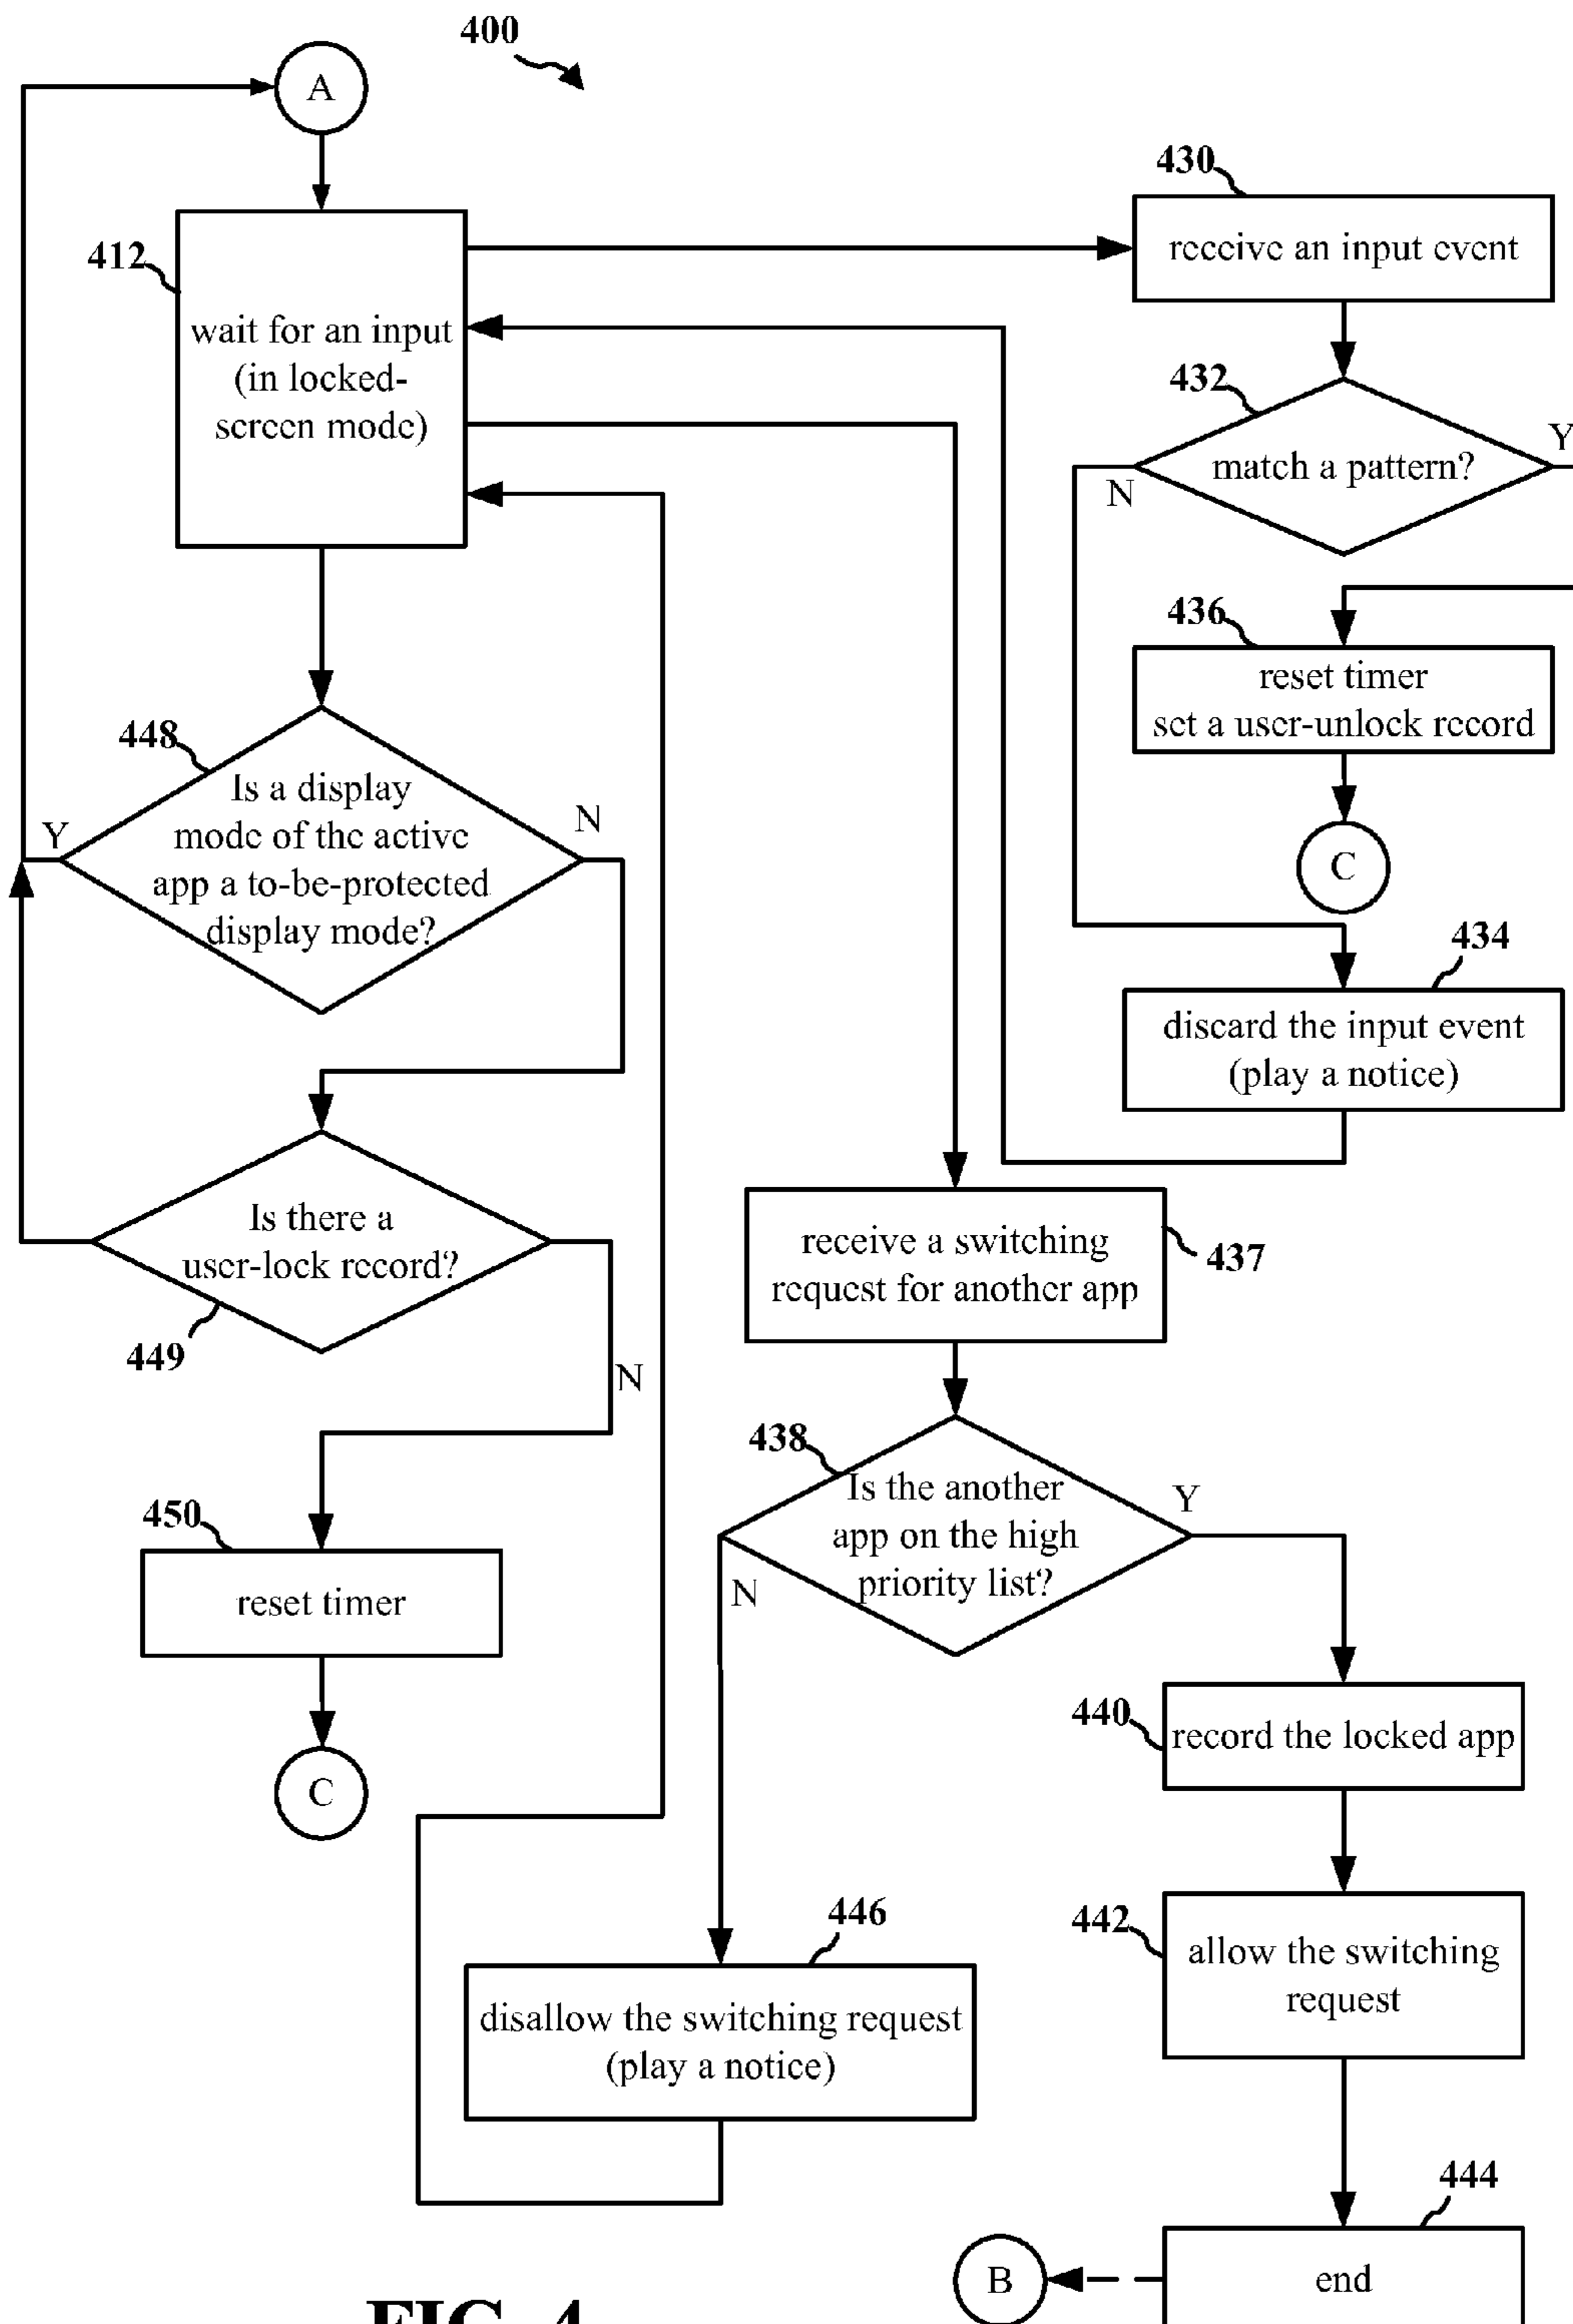 400
A
430
receive an input event
412
wait for an input
(in locked-
screen mode)
432
match a pattern?
Y
N
436
reset timer
set a user-unlock record
C
448
Is a display
mode of the active
app a to-be-protected
display mode?
Y
N
434
discard the input event
(play a notice)
Is there a
user-lock record?
449
N
receive a switching
request for another app
437
438
Is the another
app on the high
priority list?
Y
N
450
reset timer
C
440
record the locked app
442
allow the switching
request
446
disallow the switching request
(play a notice)
444
end
B
FIG. 4